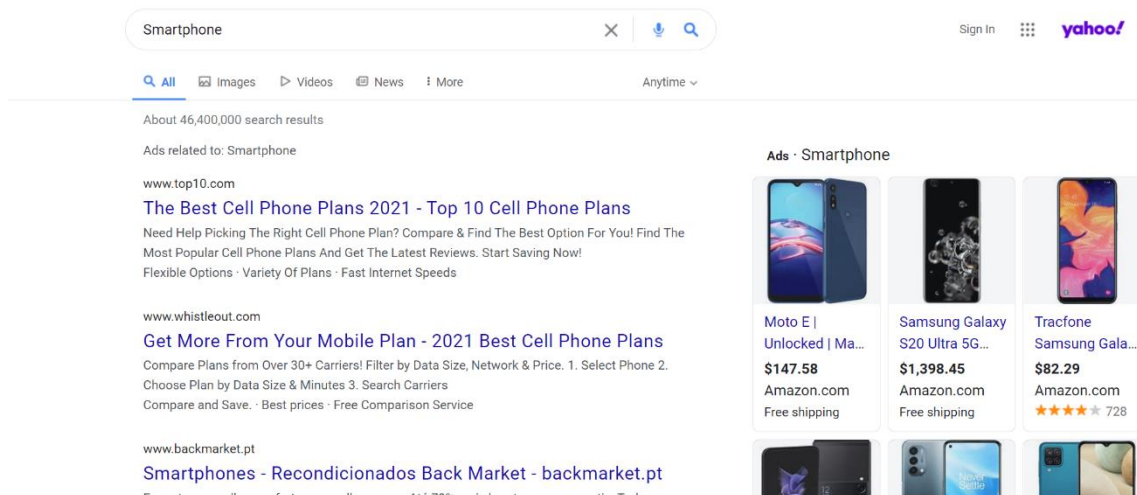 Smartphone
Sign In
yahoo!
All Images Videos News More Anytime
About 46,400,000 search results
Ads related to: Smartphone
www.top10.com
The Best Cell Phone Plans 2021 - Top 10 Cell Phone Plans
Need Help Picking The Right Cell Phone Plan? Compare & Find The Best Option For You! Find The
Most Popular Cell Phone Plans And Get The Latest Reviews. Start Saving Now!
Flexible Options · Variety Of Plans · Fast Internet Speeds
www.whistleout.com
Get More From Your Mobile Plan - 2021 Best Cell Phone Plans
Compare Plans from Over 30+ Carriers! Filter by Data Size, Network & Price. 1. Select Phone 2.
Choose Plan by Data Size & Minutes 3. Search Carriers
Compare and Save. · Best prices · Free Comparison Service
www.backmarket.pt
Smartphones - Recondicionados Back Market - backmarket.pt
Ads · Smartphone
Moto E |
Unlocked | Ma...
$147.58
Amazon.com
Free shipping
Samsung Galaxy
S20 Ultra 5G...
$1,398.45
Amazon.com
Free shipping
Tracfone
Samsung Gala...
$82.29
Amazon.com
728
12
Never
Settle